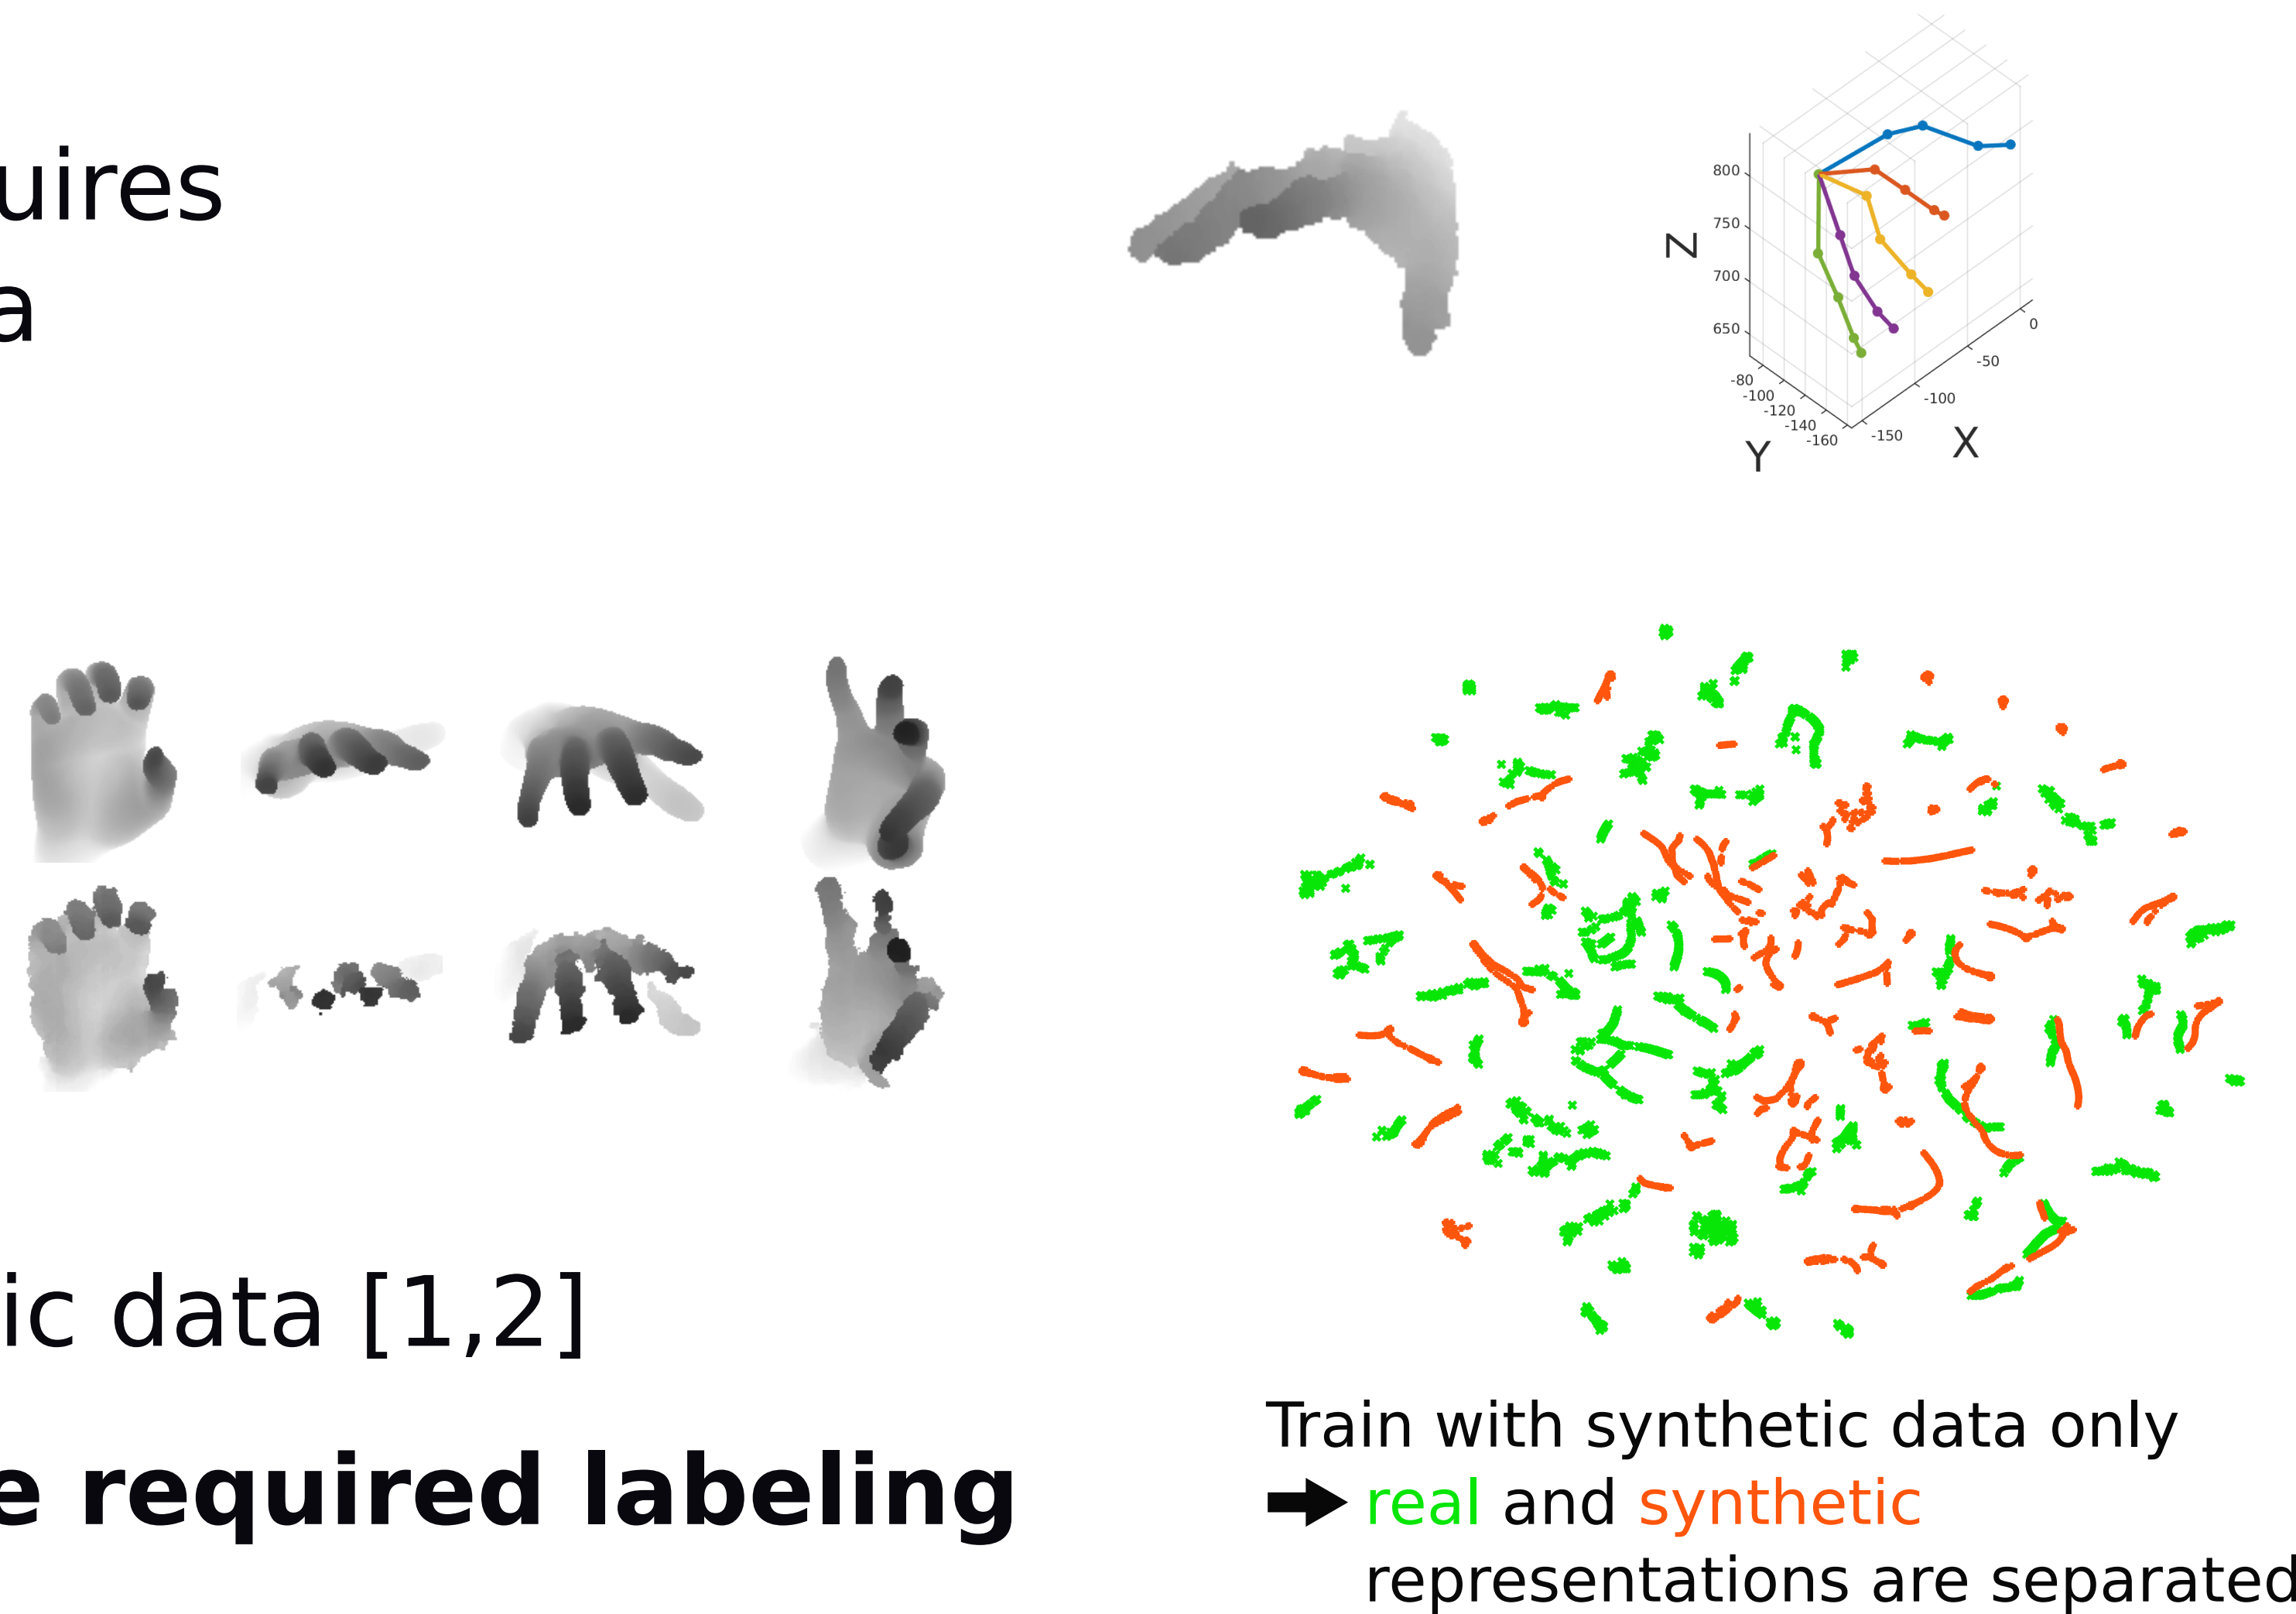 uires
a
Z
800
750
700
650
-80
-100
-120
-140
-160
Y
0
-50
-100
-150
X
ic data [1,2]
e required labeling
Train with synthetic data only
real and synthetic
representations are separated